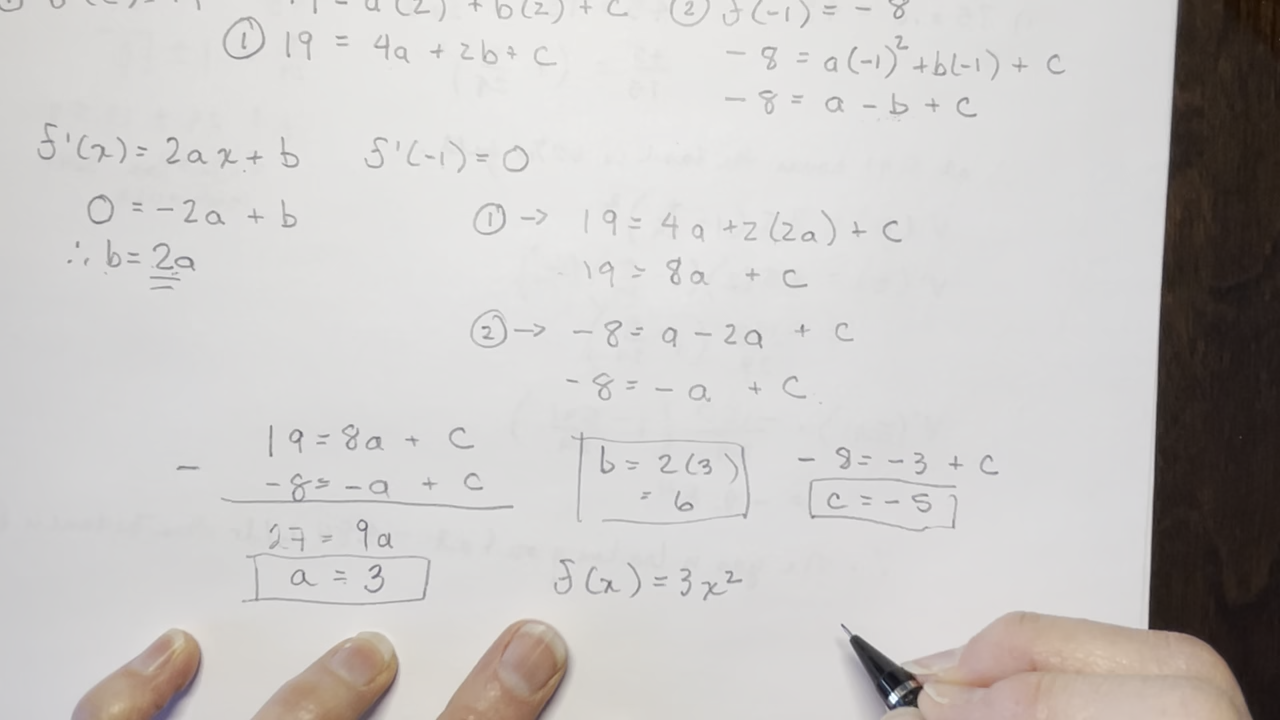 = a(2) + b(2) + c
② f(-1) = -8
① 19 = 4a + 2b + c
-8 = a(-1)² + b(-1) + c
-8 = a - b + c
f'(x) = 2ax + b
f'(-1) = 0
0 = -2a + b
∴ b = 2a
① → 19 = 4a + 2(2a) + c
19 = 8a + c
② → -8 = a - 2a + c
-8 = -a + c
19 = 8a + c
- -8 = -a + c
27 = 9a
a = 3
b = 2(3)
= 6
-8 = -3 + c
c = -5
f(x) = 3x²